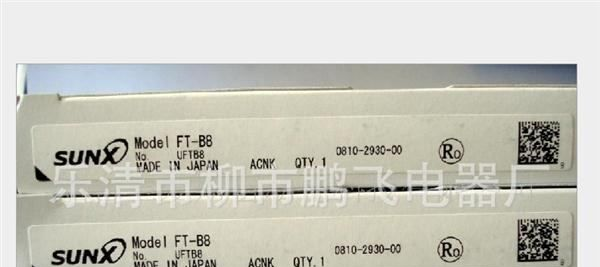 SUNX Model FT-B8
No. UFTB8
MADE IN JAPAN ACNK QTY.1 0810-2930-00 Ro
乐清市柳市鹏飞电器厂
SUNX Model FT-B8
No. UFTB8
MADE IN JAPAN ACNK QTY.1 0810-2930-00 Ro